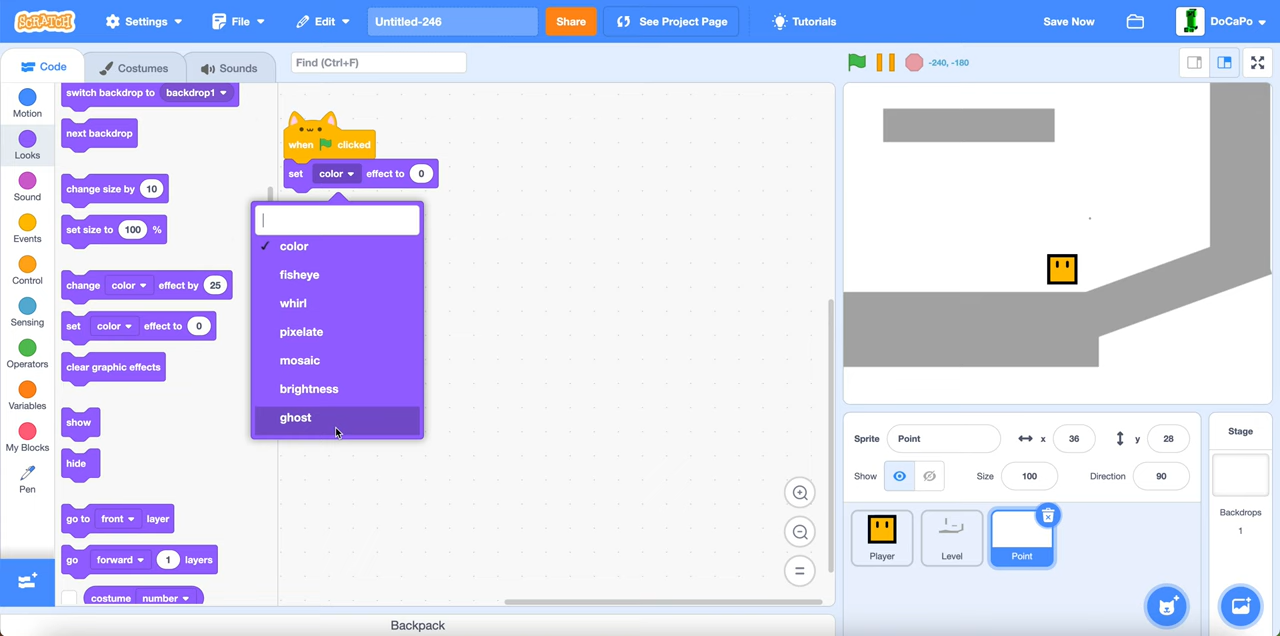 SCRATCH Settings File Edit Untitled-246 Share See Project Page Tutorials Save Now DoCaPo
Code Costumes Sounds Find (Ctrl+F) -240, -180
Motion
Looks
Sound
Events
Control
Sensing
Operators
Variables
My Blocks
Pen
switch backdrop to backdrop1
next backdrop
change size by 10
set size to 100 %
change color effect by 25
set color effect to 0
clear graphic effects
show
hide
go to front layer
go forward 1 layers
costume number
when clicked
set color effect to 0
color
fisheye
whirl
pixelate
mosaic
brightness
ghost
Sprite Point x 36 y 28
Show Size 100 Direction 90
Player Level Point
Stage
Backdrops
1
Backpack